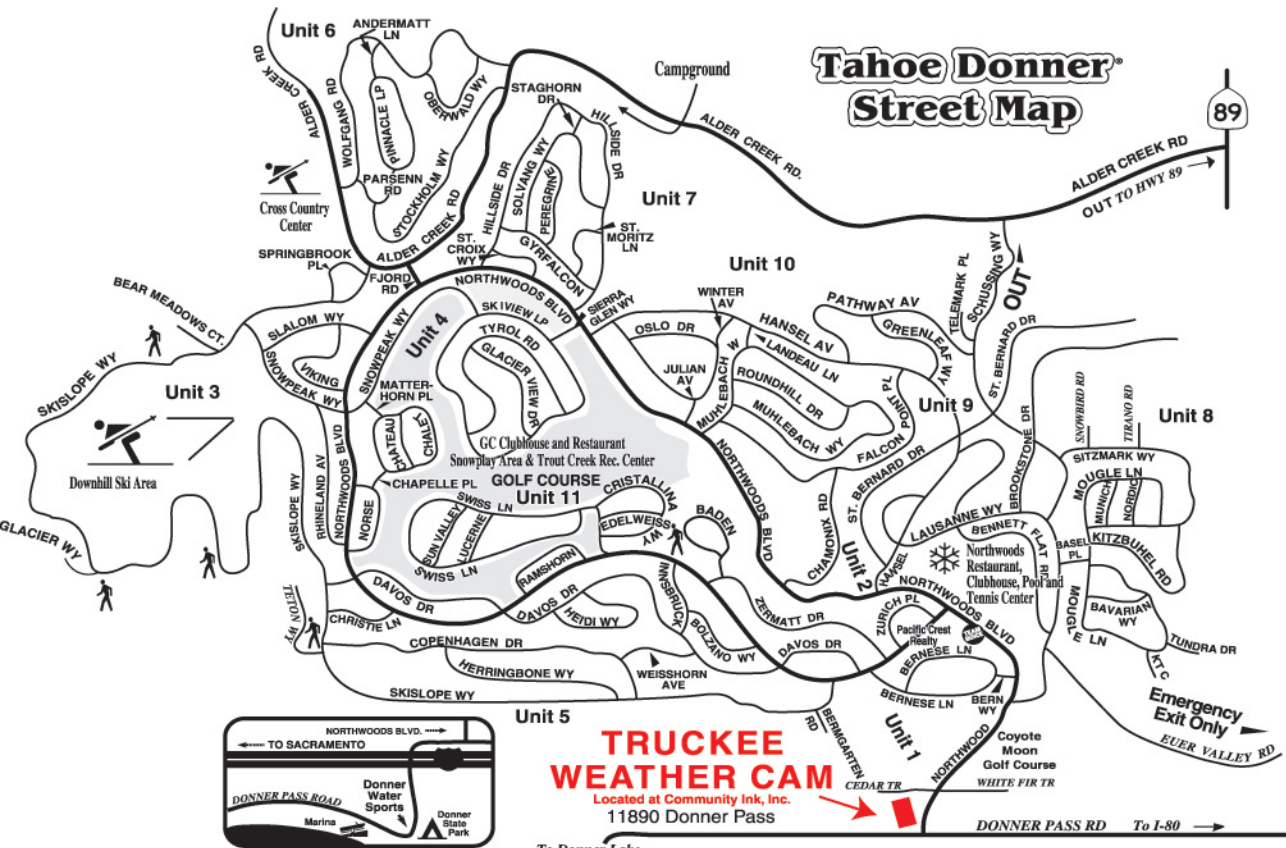 Tahoe Donner®
Street Map
89
Unit 6
ANDERMATT
LN
ALDER CREEK RD
ALDER CREEK RD
WOLFGANG RD
PINNACLE LP
OBERWALD WY
PARSENN
RD
STOCKHOLM WY
ALDER CREEK RD
Cross Country
Center
STAGHORN
DR
Campground
HILLSIDE DR
HILLSIDE DR
SOLVANG WY
PEREGRINE
GYRFALCON
ST.
CROIX
WY
ST.
MORITZ
LN
Unit 7
ALDER CREEK RD.
ALDER CREEK RD
OUT TO HWY 89
SPRINGBROOK
PL
FJORD
RD
BEAR MEADOWS CT.
SLALOM WY
VIKING
SNOWPEAK WY
SNOWPEAK WY
SKISLOPE WY
Unit 3
Downhill Ski Area
GLACIER WY
SKISLOPE WY
RHINELAND AV
NORTHWOODS BLVD
NORSE
Unit 4
NORTHWOODS BLVD
SKIVIEW LP
TYROL RD
GLACIER VIEW DR
SIERRA
GLEN WY
MATTER-
HORN PL
CHATEAU
CHALET
CHAPELLE PL
GC Clubhouse and Restaurant
Snowplay Area & Trout Creek Rec. Center
GOLF COURSE
Unit 11
SWISS LN
SUN VALLEY
LUCERNE
SWISS LN
CRISTALLINA
EDELWEISS
WY
RAMSHORN
BADEN
Unit 10
WINTER
AV
OSLO DR
JULIAN
AV
HANSEL AV
LANDEAU LN
MUHLEBACH W
ROUNDHILL DR
MUHLEBACH WY
PATHWAY AV
GREENLEAF WY
TELEMARK PL
SCHUSSING WY
OUT
ST. BERNARD DR
FALCON POINT PL
Unit 9
ST. BERNARD DR
NORTHWOODS BLVD
CHAMONIX RD
Unit 2
HANSEL
LAUSANNE WY
BENNETT FLAT RD
BROOKSTONE DR
Unit 8
SNOWBIRD RD
TIRANO RD
SITZMARK WY
MOUGLE LN
MUNICH
NORDIC
BASEL
PL
KITZBUHEL RD
BAVARIAN
WY
MOUGLE LN
TUNDRA DR
KT C
Northwoods
Restaurant,
Clubhouse, Pool and
Tennis Center
NORTHWOODS BLVD
ZURICH PL
Pacific Crest
Realty
BERNESE LN
BERNESE LN
BERN
WY
Emergency
Exit Only
EUER VALLEY RD
TETON WY
DAVOS DR
CHRISTIE LN
COPENHAGEN DR
HERRINGBONE WY
SKISLOPE WY
DAVOS DR
HEIDI WY
INNSBRUCK
BOLZANO WY
ZERMATT DR
DAVOS DR
WEISSHORN
AVE
Unit 5
BERMGARTEN
RD
Unit 1
NORTHWOOD
Coyote
Moon
Golf Course
CEDAR TR
WHITE FIR TR
TRUCKEE
WEATHER CAM
Located at Community Ink, Inc.
11890 Donner Pass
DONNER PASS RD To I-80
To Donner Lake
NORTHWOODS BLVD.
TO SACRAMENTO
DONNER PASS ROAD
Donner
Water
Sports
Marina
Donner
State
Park